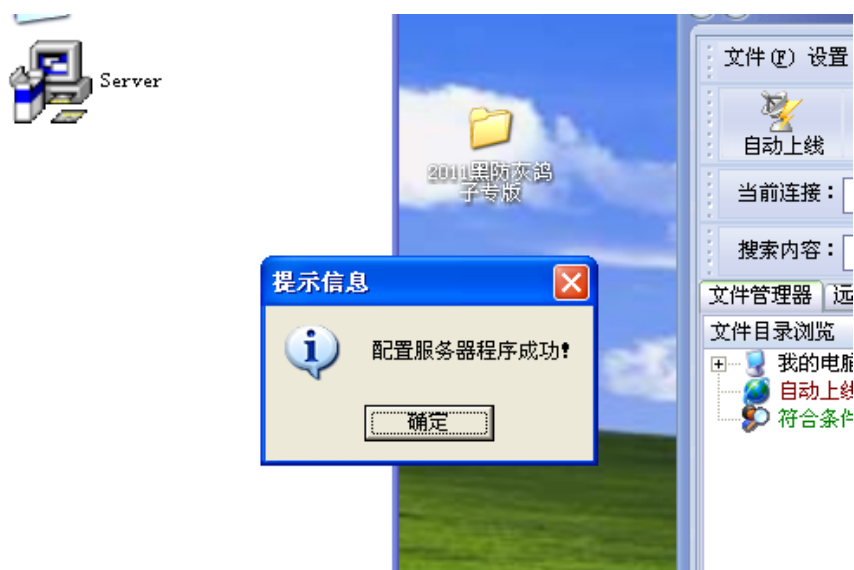 Server
2011黑防灰鸽
子专版
文件(F) 设置
自动上线
当前连接：
搜索内容：
提示信息
文件管理器 远
文件目录浏览
配置服务器程序成功!
我的电脑
自动上线
符合条件
确定